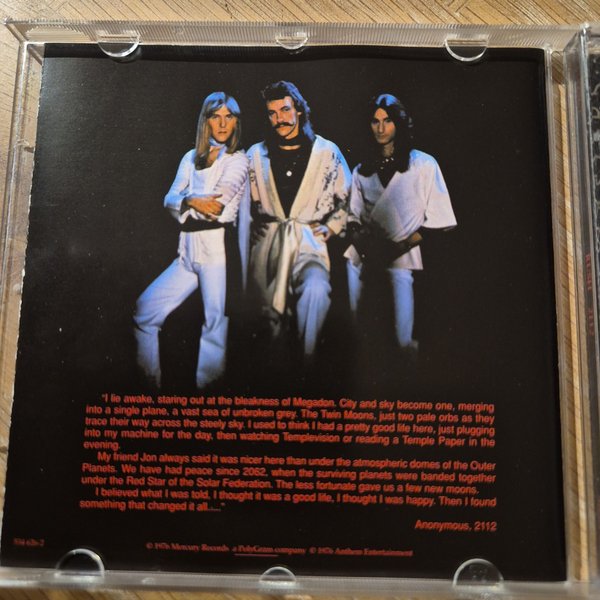 "I lie awake, staring out at the bleakness of Megadon. City and sky become one, merging
into a single plane, a vast sea of unbroken grey. The Twin Moons, just two pale orbs as they
trace their way across the steely sky. I used to think I had a pretty good life here, just plugging
into my machine for the day, then watching Templevision or reading a Temple Paper in the
evening.
My friend Jon always said it was nicer here than under the atmospheric domes of the Outer
Planets. We have had peace since 2062, when the surviving planets were banded together
under the Red Star of the Solar Federation. The less fortunate gave us a few new moons.
I believed what I was told, I thought it was a good life, I thought I was happy. Then I found
something that changed it all...."
Anonymous, 2112
534 626-2
© 1976 Mercury Records a PolyGram company © 1976 Anthem Entertainment